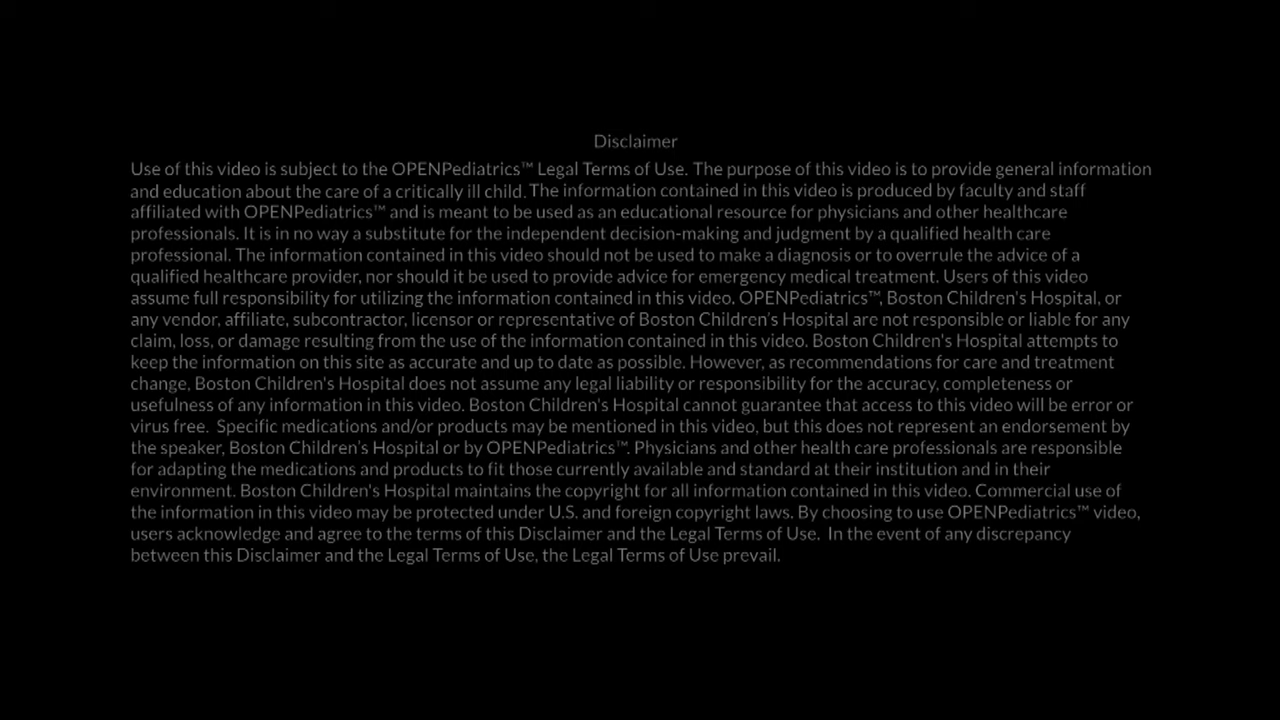 Disclaimer
Use of this video is subject to the OPENPediatrics™ Legal Terms of Use. The purpose of this video is to provide general information
and education about the care of a critically ill child. The information contained in this video is produced by faculty and staff
affiliated with OPENPediatrics™ and is meant to be used as an educational resource for physicians and other healthcare
professionals. It is in no way a substitute for the independent decision-making and judgment by a qualified health care
professional. The information contained in this video should not be used to make a diagnosis or to overrule the advice of a
qualified healthcare provider, nor should it be used to provide advice for emergency medical treatment. Users of this video
assume full responsibility for utilizing the information contained in this video. OPENPediatrics™, Boston Children's Hospital, or
any vendor, affiliate, subcontractor, licensor or representative of Boston Children's Hospital are not responsible or liable for any
claim, loss, or damage resulting from the use of the information contained in this video. Boston Children's Hospital attempts to
keep the information on this site as accurate and up to date as possible. However, as recommendations for care and treatment
change, Boston Children's Hospital does not assume any legal liability or responsibility for the accuracy, completeness or
usefulness of any information in this video. Boston Children's Hospital cannot guarantee that access to this video will be error or
virus free.  Specific medications and/or products may be mentioned in this video, but this does not represent an endorsement by
the speaker, Boston Children's Hospital or by OPENPediatrics™. Physicians and other health care professionals are responsible
for adapting the medications and products to fit those currently available and standard at their institution and in their
environment. Boston Children's Hospital maintains the copyright for all information contained in this video. Commercial use of
the information in this video may be protected under U.S. and foreign copyright laws. By choosing to use OPENPediatrics™ video,
users acknowledge and agree to the terms of this Disclaimer and the Legal Terms of Use.  In the event of any discrepancy
between this Disclaimer and the Legal Terms of Use, the Legal Terms of Use prevail.